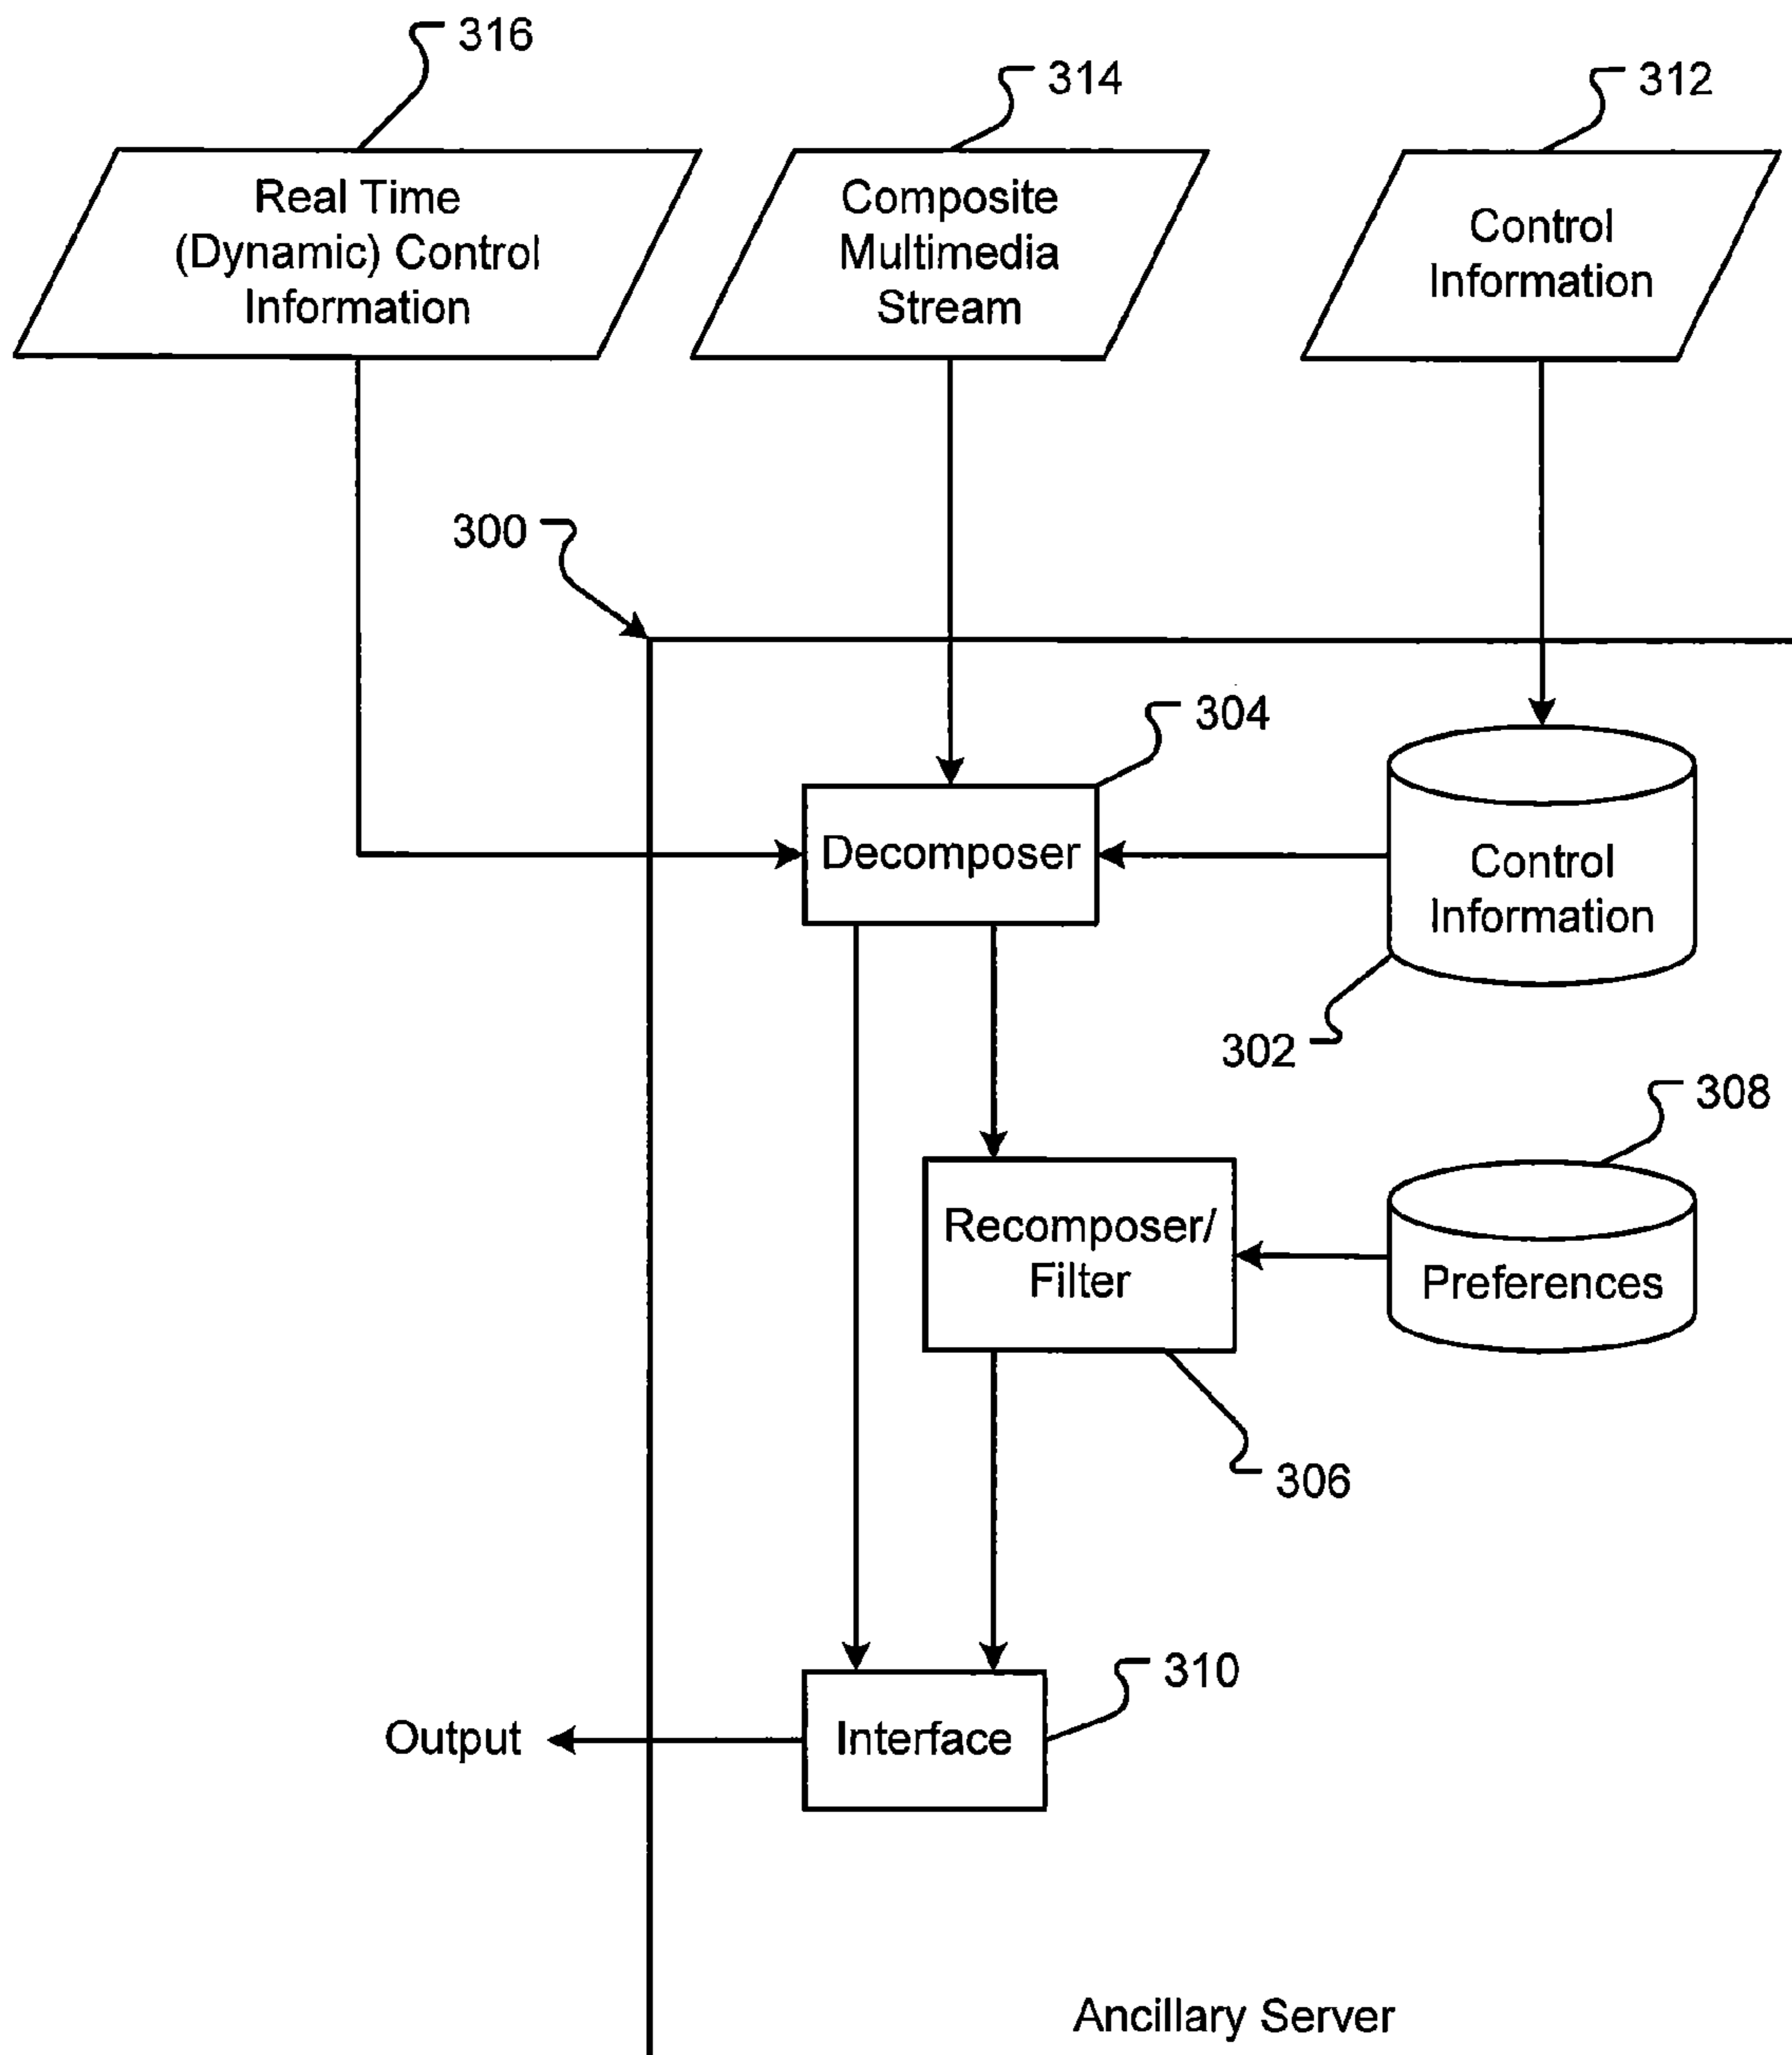 316
314
312
Real Time
(Dynamic) Control
Information
Composite
Multimedia
Stream
Control
Information
300
304
Decomposer
Control
Information
302
308
Recomposer/
Filter
Preferences
306
310
Output
Interface
Ancillary Server